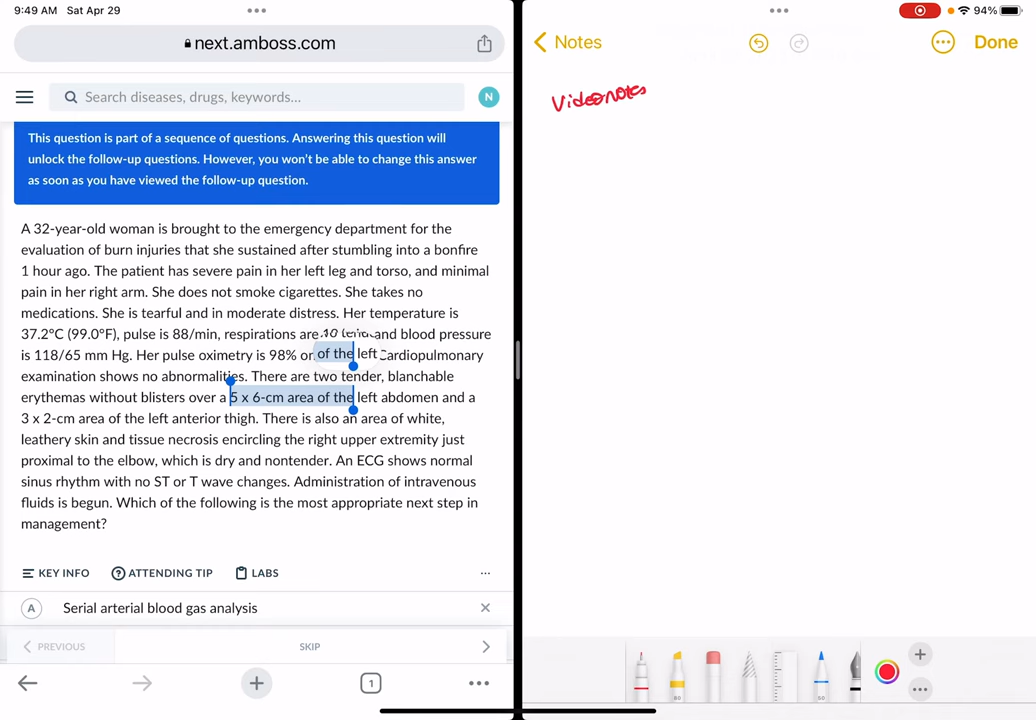 9:49 AM Sat Apr 29
94%
next.amboss.com
Notes
Done
Search diseases, drugs, keywords...
N
Videonotes
This question is part of a sequence of questions. Answering this question will
unlock the follow-up questions. However, you won't be able to change this answer
as soon as you have viewed the follow-up question.
A 32-year-old woman is brought to the emergency department for the
evaluation of burn injuries that she sustained after stumbling into a bonfire
1 hour ago. The patient has severe pain in her left leg and torso, and minimal
pain in her right arm. She does not smoke cigarettes. She takes no
medications. She is tearful and in moderate distress. Her temperature is
37.2°C (99.0°F), pulse is 88/min, respirations are and blood pressure
is 118/65 mm Hg. Her pulse oximetry is 98% on of the left Cardiopulmonary
examination shows no abnormalities. There are two tender, blanchable
erythemas without blisters over a 5 x 6-cm area of the left abdomen and a
3 x 2-cm area of the left anterior thigh. There is also an area of white,
leathery skin and tissue necrosis encircling the right upper extremity just
proximal to the elbow, which is dry and nontender. An ECG shows normal
sinus rhythm with no ST or T wave changes. Administration of intravenous
fluids is begun. Which of the following is the most appropriate next step in
management?
KEY INFO ATTENDING TIP LABS
A Serial arterial blood gas analysis
PREVIOUS SKIP
1
80
50